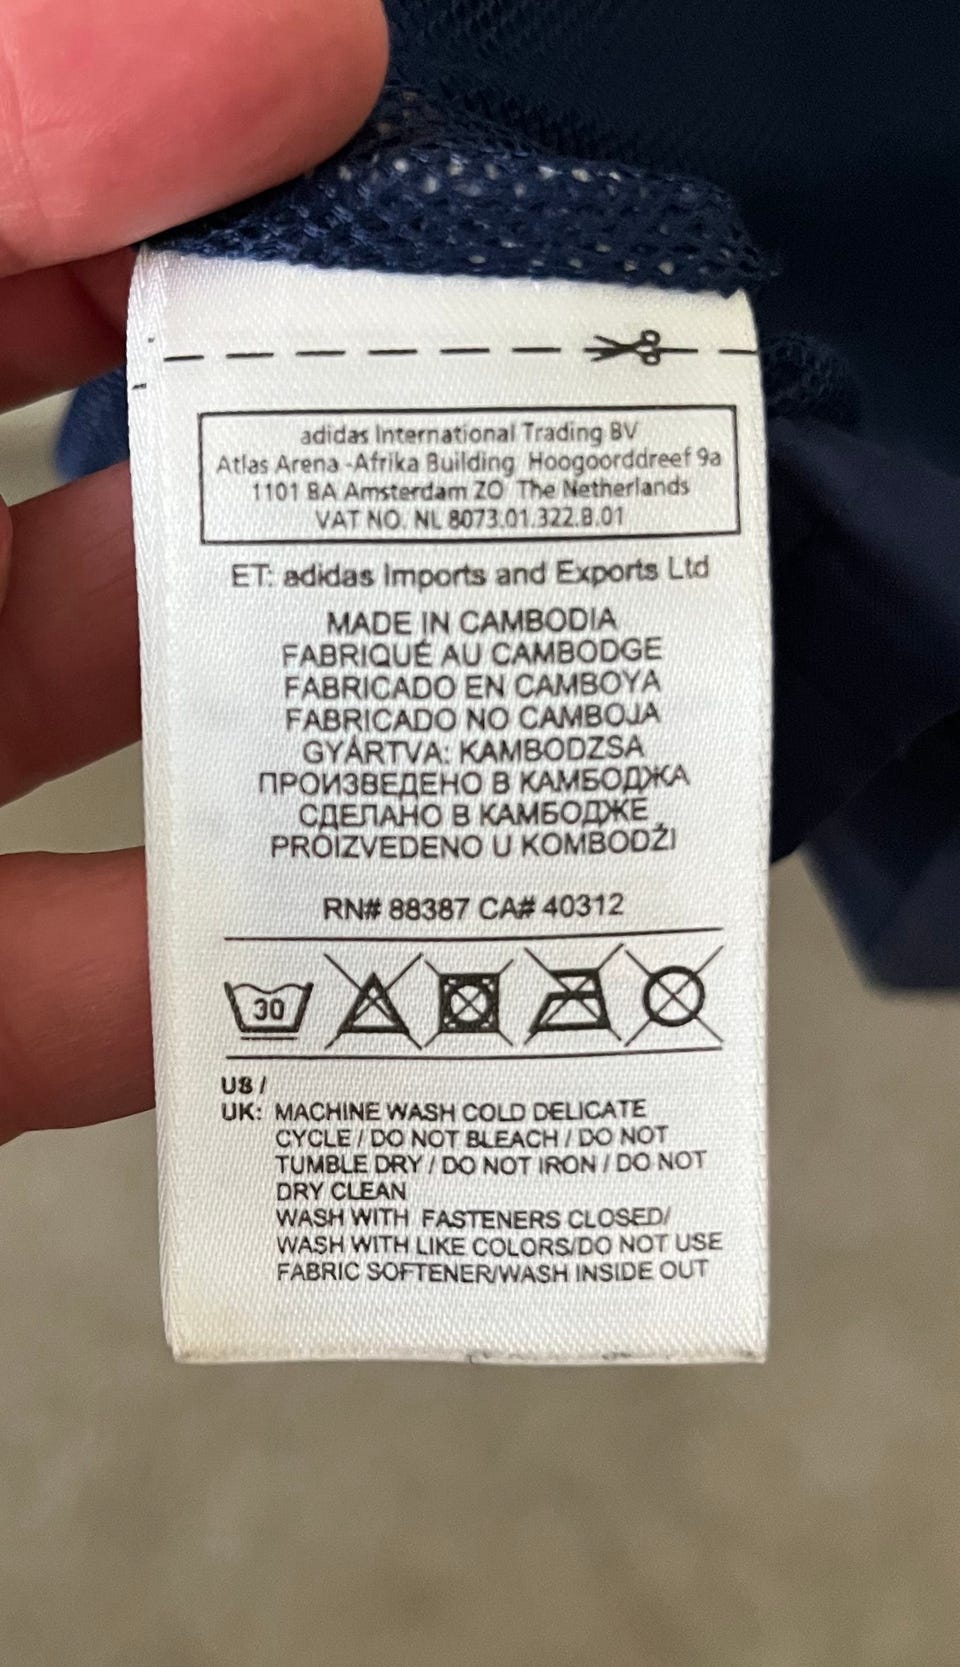 adidas International Trading BV
Atlas Arena -Afrika Building Hoogoorddreef 9a
1101 BA Amsterdam ZO The Netherlands
VAT NO. NL 8073.01.322.B.01
ET: adidas Imports and Exports Ltd
MADE IN CAMBODIA
FABRIQUÉ AU CAMBODGE
FABRICADO EN CAMBOYA
FABRICADO NO CAMBOJA
GYÁRTVA: KAMBODZSA
ПРОИЗВЕДЕНО В КАМБОДЖА
СДЕЛАНО В КАМБОДЖЕ
PROIZVEDENO U KOMBODŽI
RN# 88387 CA# 40312
30
US /
UK: MACHINE WASH COLD DELICATE
CYCLE / DO NOT BLEACH / DO NOT
TUMBLE DRY / DO NOT IRON / DO NOT
DRY CLEAN
WASH WITH FASTENERS CLOSED/
WASH WITH LIKE COLORS/DO NOT USE
FABRIC SOFTENER/WASH INSIDE OUT